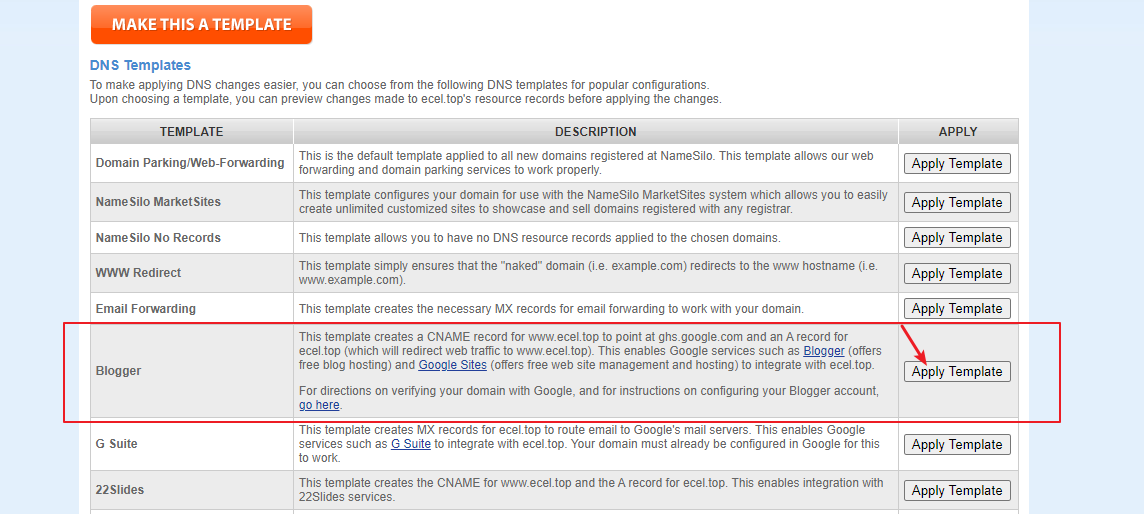 MAKE THIS A TEMPLATE
DNS Templates
To make applying DNS changes easier, you can choose from the following DNS templates for popular configurations.
Upon choosing a template, you can preview changes made to ecel.top's resource records before applying the changes.
TEMPLATE DESCRIPTION APPLY
Domain Parking/Web-Forwarding
This is the default template applied to all new domains registered at NameSilo. This template allows our web
forwarding and domain parking services to work properly.
Apply Template
NameSilo MarketSites
This template configures your domain for use with the NameSilo MarketSites system which allows you to easily
create unlimited customized sites to showcase and sell domains registered with any registrar.
Apply Template
NameSilo No Records
This template allows you to have no DNS resource records applied to the chosen domains.
Apply Template
WWW Redirect
This template simply ensures that the "naked" domain (i.e. example.com) redirects to the www hostname (i.e.
www.example.com).
Apply Template
Email Forwarding
This template creates the necessary MX records for email forwarding to work with your domain.
Apply Template
Blogger
This template creates a CNAME record for www.ecel.top to point at ghs.google.com and an A record for
ecel.top (which will redirect web traffic to www.ecel.top). This enables Google services such as Blogger (offers
free blog hosting) and Google Sites (offers free web site management and hosting) to integrate with ecel.top.
For directions on verifying your domain with Google, and for instructions on configuring your Blogger account,
go here.
Apply Template
G Suite
This template creates MX records for ecel.top to route email to Google's mail servers. This enables Google
services such as G Suite to integrate with ecel.top. Your domain must already be configured in Google for this
to work.
Apply Template
22Slides
This template creates the CNAME for www.ecel.top and the A record for ecel.top. This enables integration with
22Slides services.
Apply Template